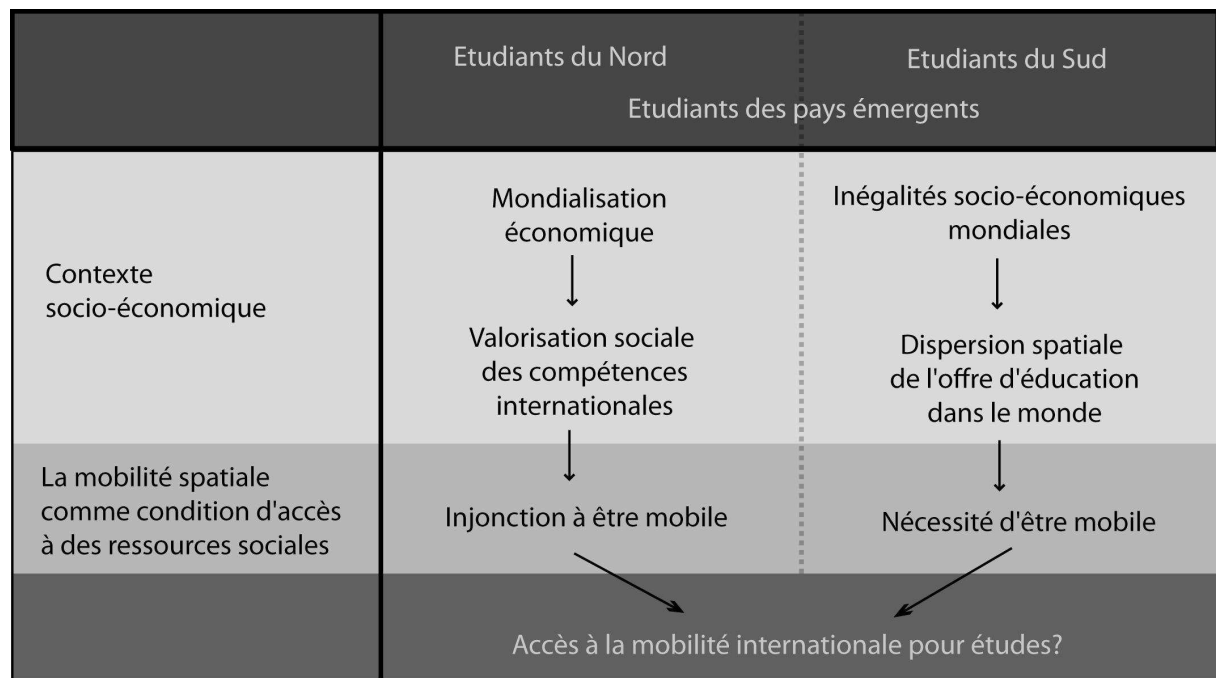 Etudiants du Nord
Etudiants du Sud
Etudiants des pays émergents
Contexte
socio-économique
Mondialisation
économique
Valorisation sociale
des compétences
internationales
Inégalités socio-économiques
mondiales
Dispersion spatiale
de l'offre d'éducation
dans le monde
La mobilité spatiale
comme condition d'accès
à des ressources sociales
Injonction à être mobile
Nécessité d'être mobile
Accès à la mobilité internationale pour études?